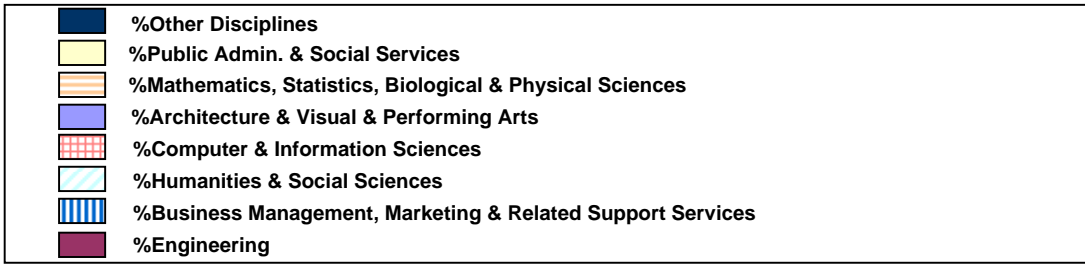 %Other Disciplines
%Public Admin. & Social Services
%Mathematics, Statistics, Biological & Physical Sciences
%Architecture & Visual & Performing Arts
%Computer & Information Sciences
%Humanities & Social Sciences
%Business Management, Marketing & Related Support Services
%Engineering